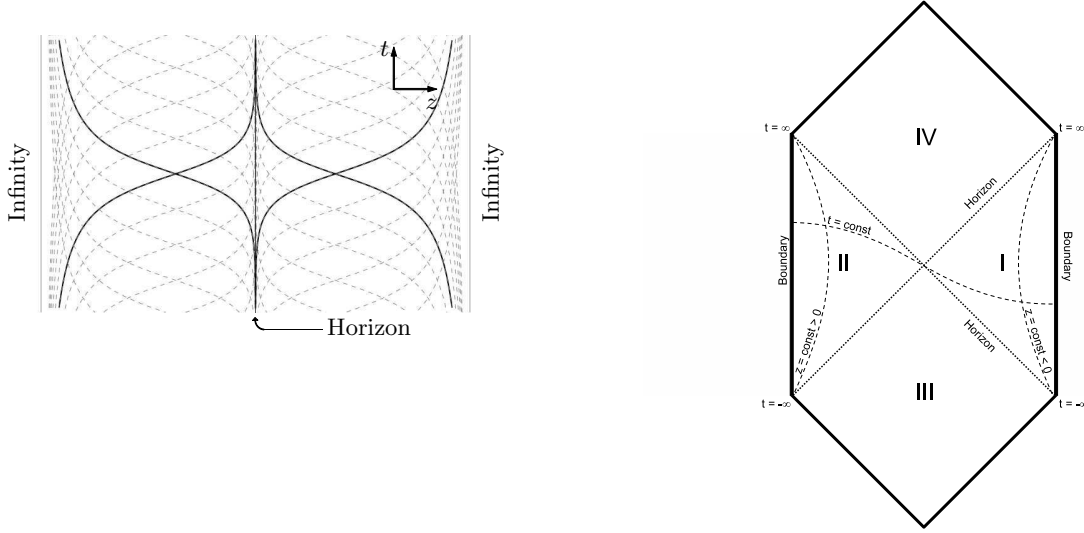 t
z
Infinity
Infinity
Horizon
t = ∞
t = ∞
IV
Horizon
t = const
Boundary
II
I
Boundary
z = const > 0
Horizon
z = const < 0
III
t = -∞
t = -∞